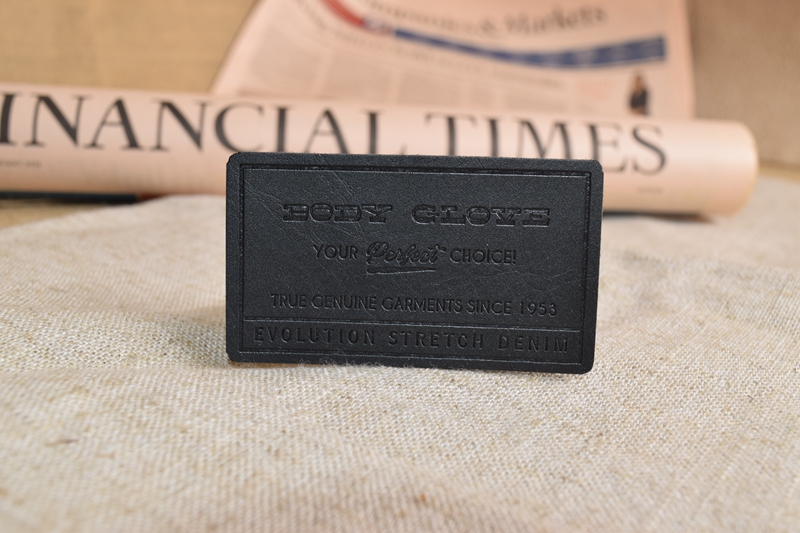 & Markets
FINANCIAL TIMES
BODY GLOVE
YOUR Perfect CHOICE!
TRUE GENUINE GARMENTS SINCE 1953
EVOLUTION STRETCH DENIM